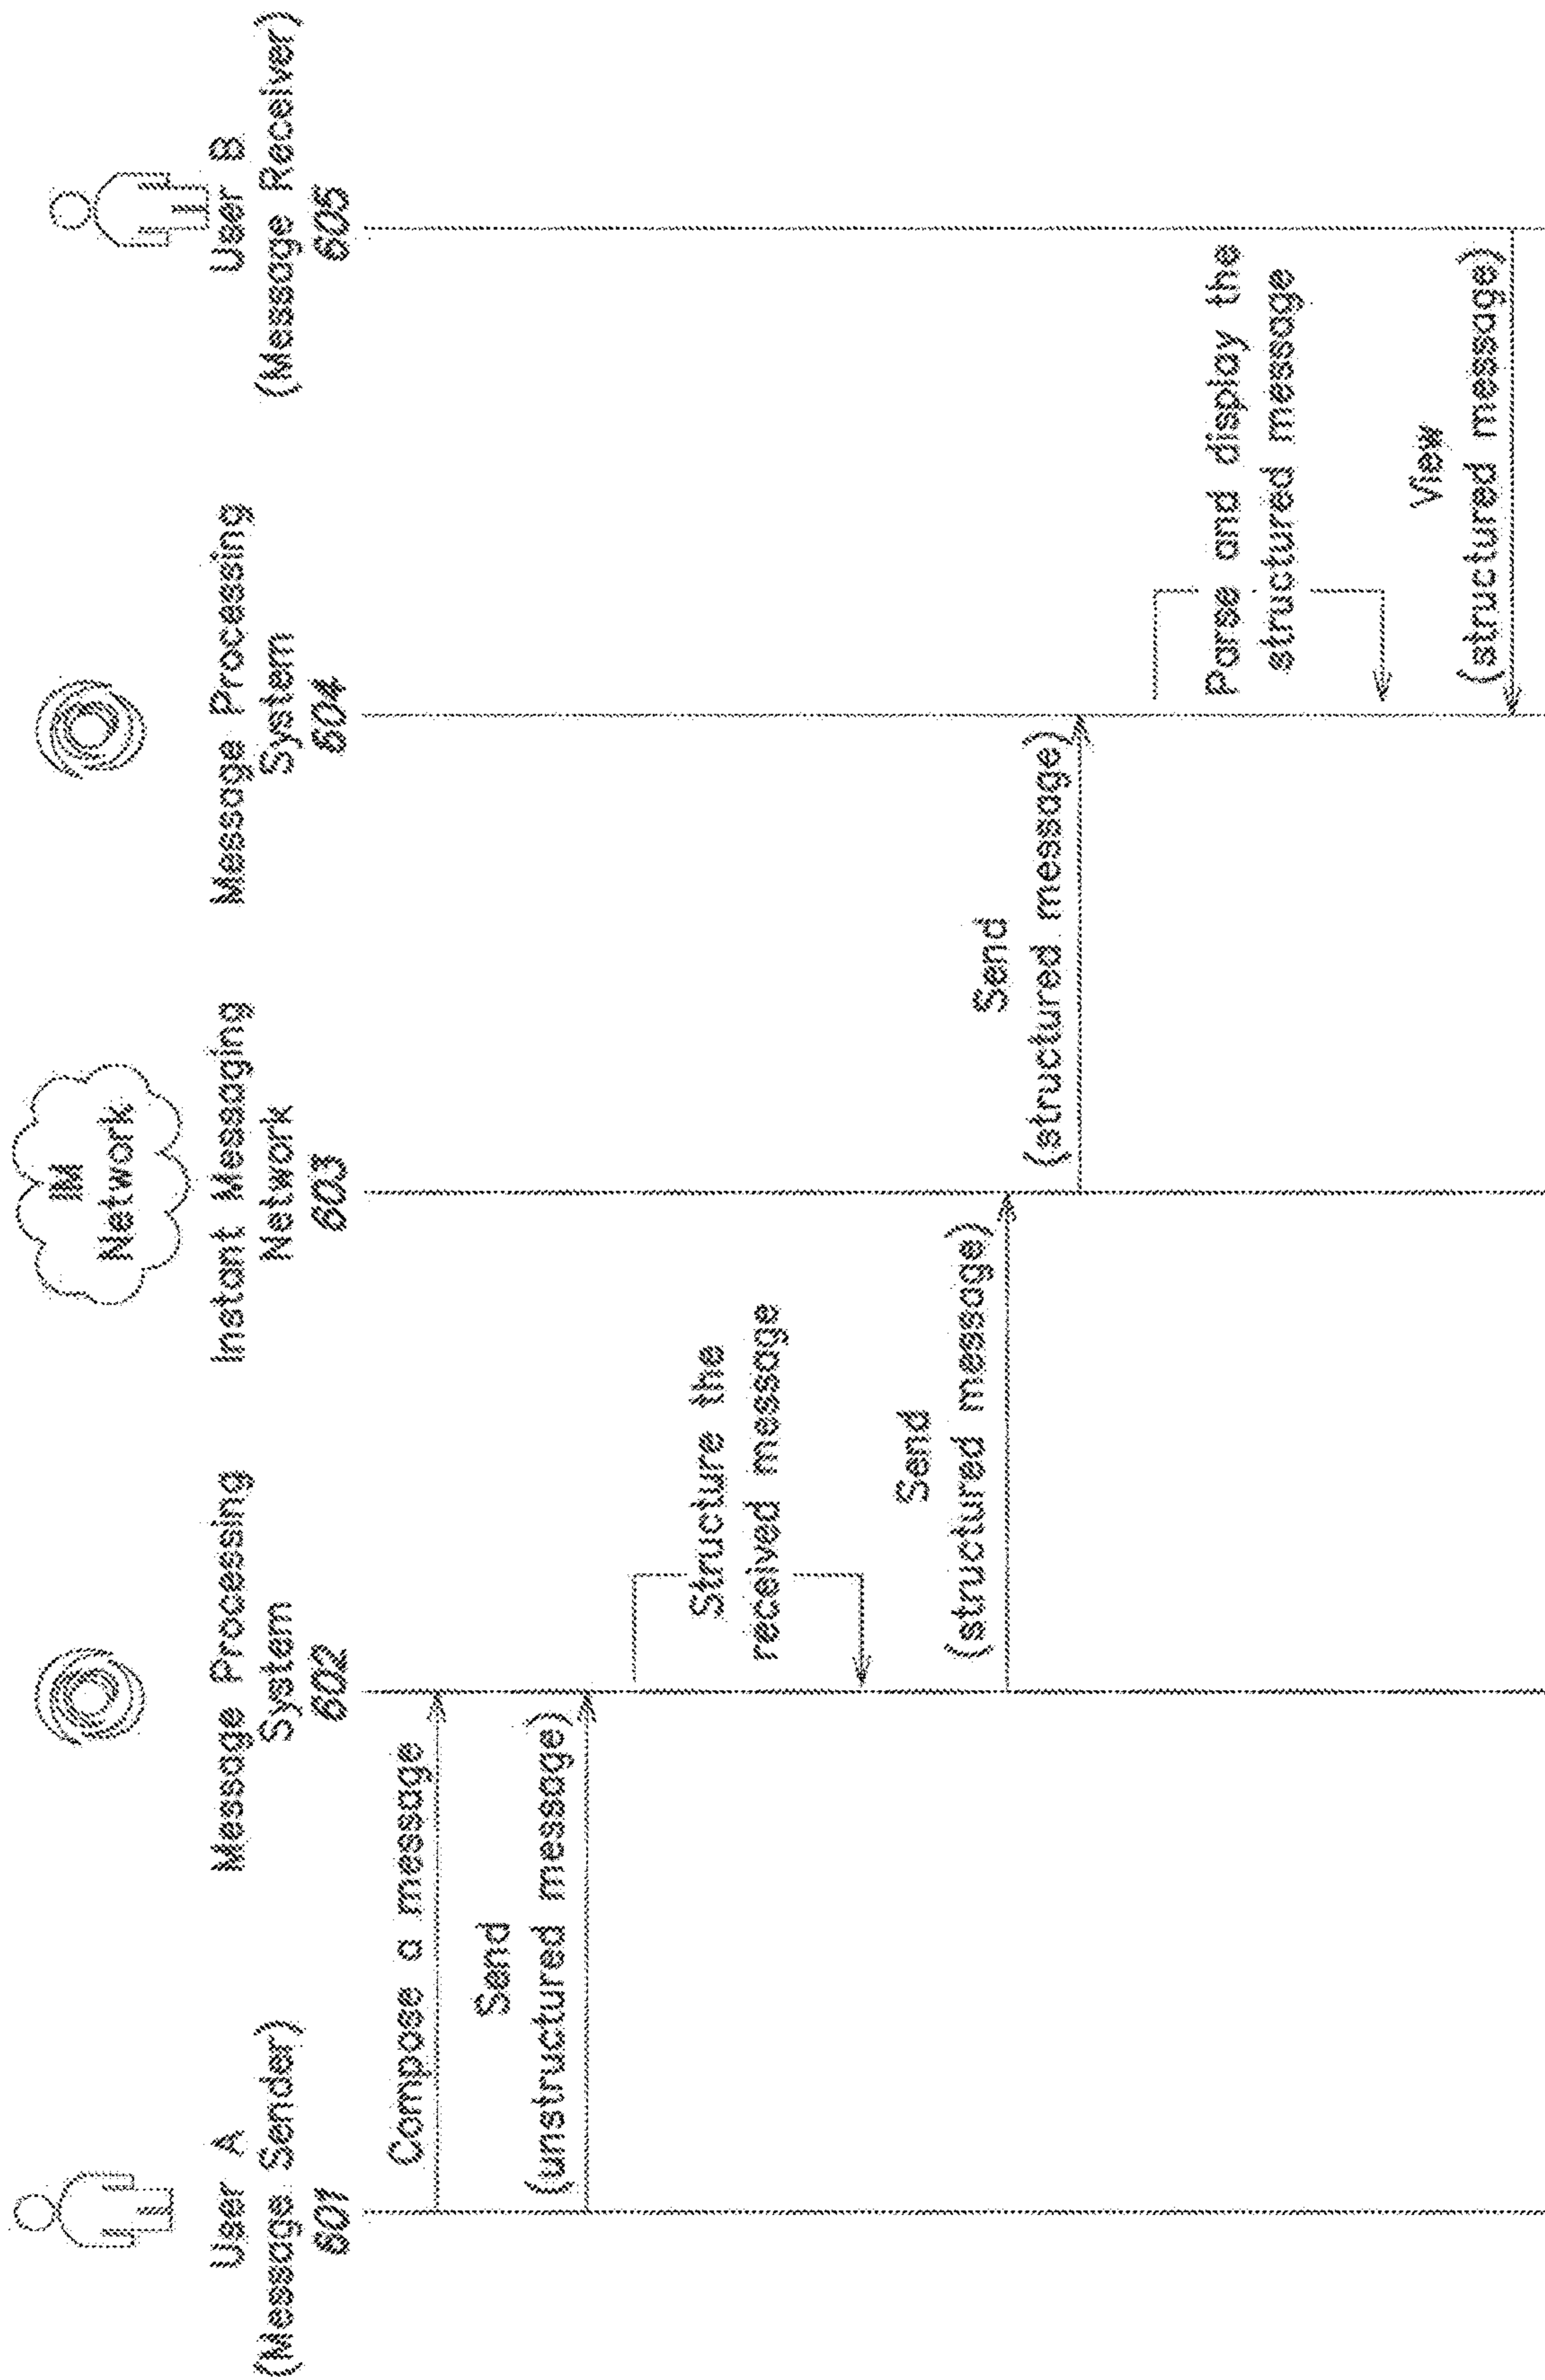 IM
Network
User A
(Message Sender)
601
Message Processing
System
602
Instant Messaging
Network
603
Message Processing
System
604
User B
(Message Receiver)
605
Compose a message
Send
(unstructured message)
Structure the
received message
Send
(structured message)
Send
(structured message)
Parse and display the
structured message
View
(structured message)